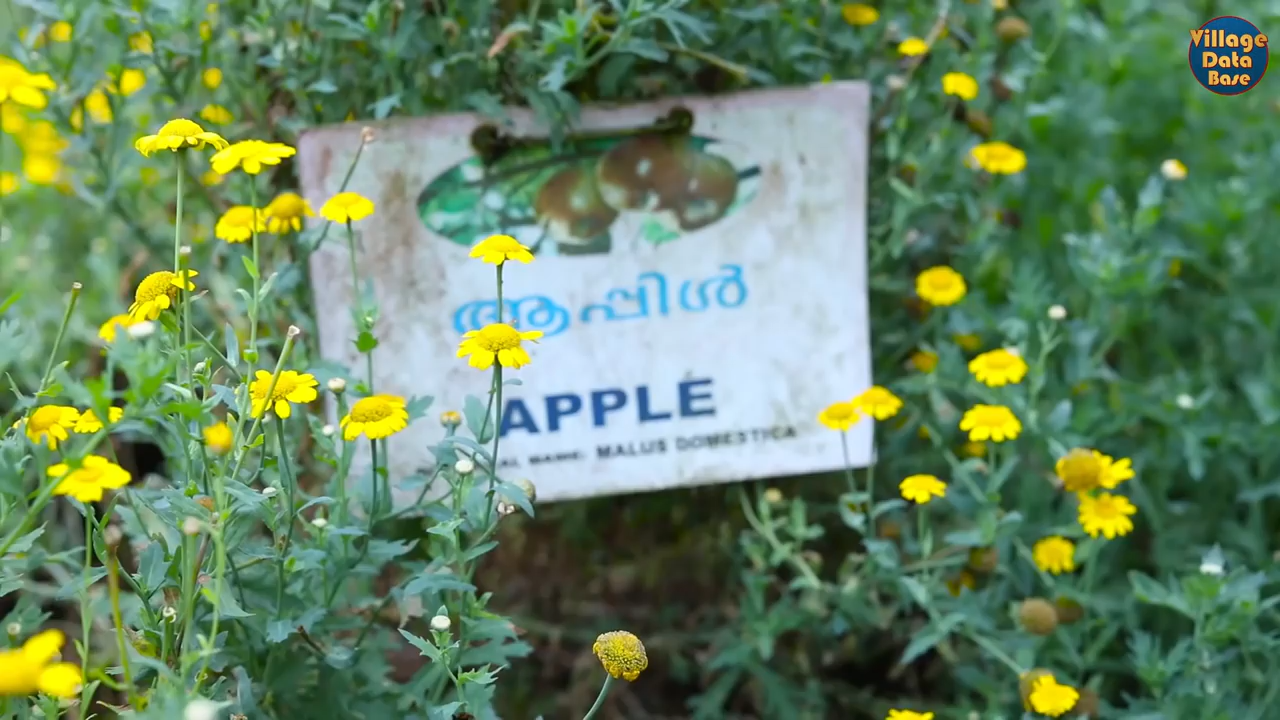 Village
Data
Base
ആപ്പിൾ
APPLE
NAME: MALUS DOMESTICA